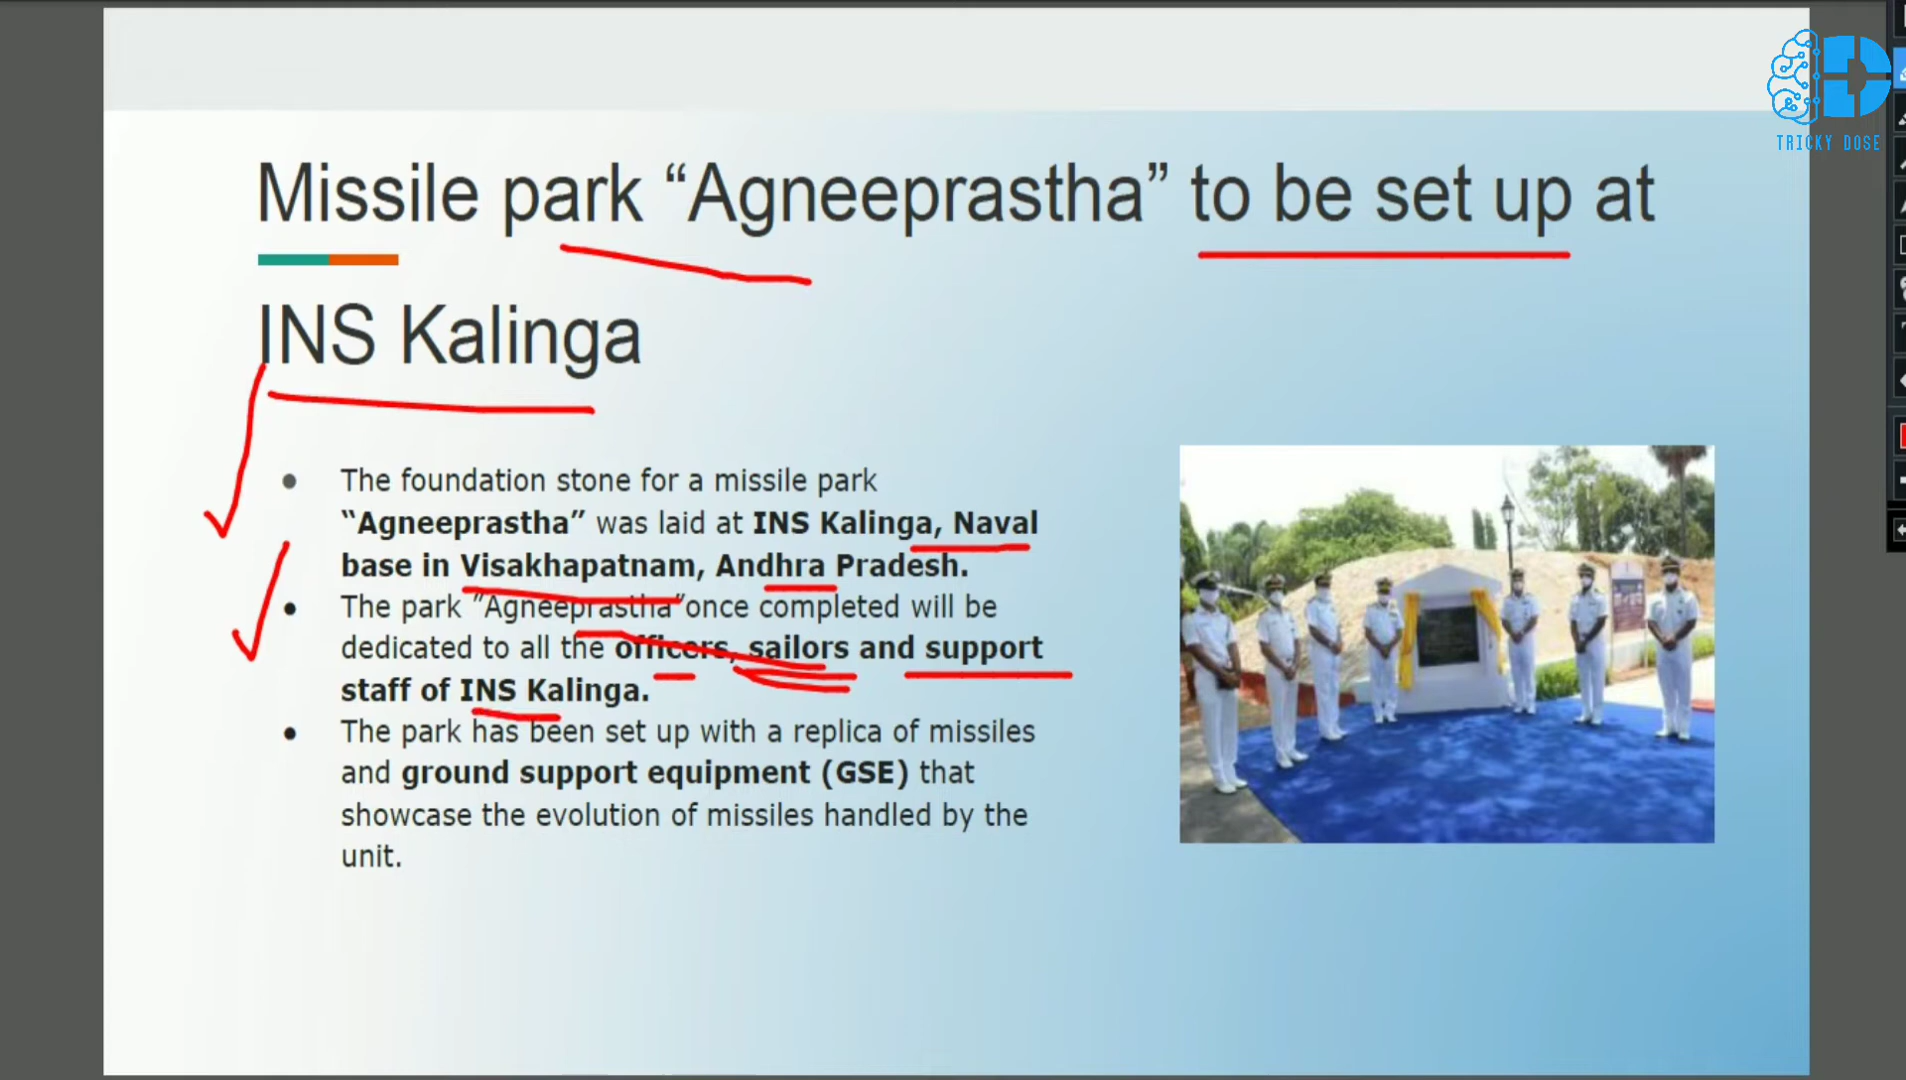 TRICKY DOSE
Missile park “Agneeprastha” to be set up at
INS Kalinga
The foundation stone for a missile park
“Agneeprastha” was laid at INS Kalinga, Naval
base in Visakhapatnam, Andhra Pradesh.
The park “Agneeprastha”once completed will be
dedicated to all the officers, sailors and support
staff of INS Kalinga.
The park has been set up with a replica of missiles
and ground support equipment (GSE) that
showcase the evolution of missiles handled by the
unit.